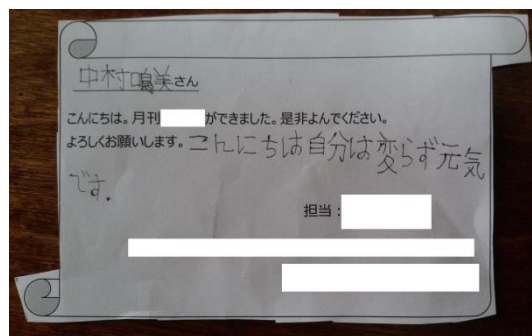 中村鳴美さん
こんにちは。月刊 ができました。是非よんでください。
よろしくお願いします。こんにちは自分は変らず元気
です.
担当: